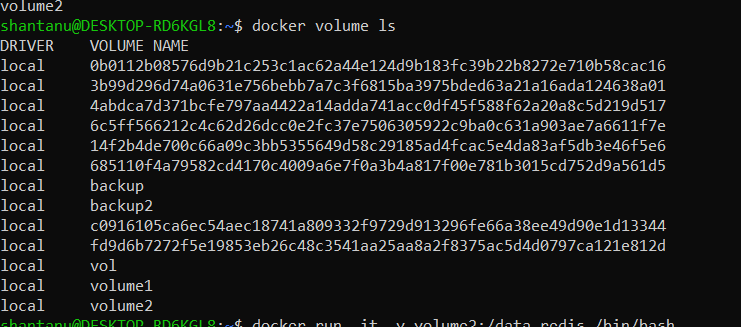 volume2
shantanu@DESKTOP-RD6KGL8:~$ docker volume ls
DRIVER    VOLUME NAME
local     0b0112b08576d9b21c253c1ac62a44e124d9b183fc39b22b8272e710b58cac16
local     3b99d296d74a0631e756bebb7a7c3f6815ba3975bded63a21a16ada124638a01
local     4abdca7d371bcfe797aa4422a14adda741acc0df45f588f62a20a8c5d219d517
local     6c5ff566212c4c62d26dcc0e2fc37e7506305922c9ba0c631a903ae7a6611f7e
local     14f2b4de700c66a09c3bb5355649d58c29185ad4fcac5e4da83af5db3e46f5e6
local     685110f4a79582cd4170c4009a6e7f0a3b4a817f00e781b3015cd752d9a561d5
local     backup
local     backup2
local     c0916105ca6ec54aec18741a809332f9729d913296fe66a38ee49d90e1d13344
local     fd9d6b7272f5e19853eb26c48c3541aa25aa8a2f8375ac5d4d0797ca121e812d
local     vol
local     volume1
local     volume2
shantanu@DESKTOP-RD6KGL8:~$ docker run -it -v volume2:/data redis /bin/bash